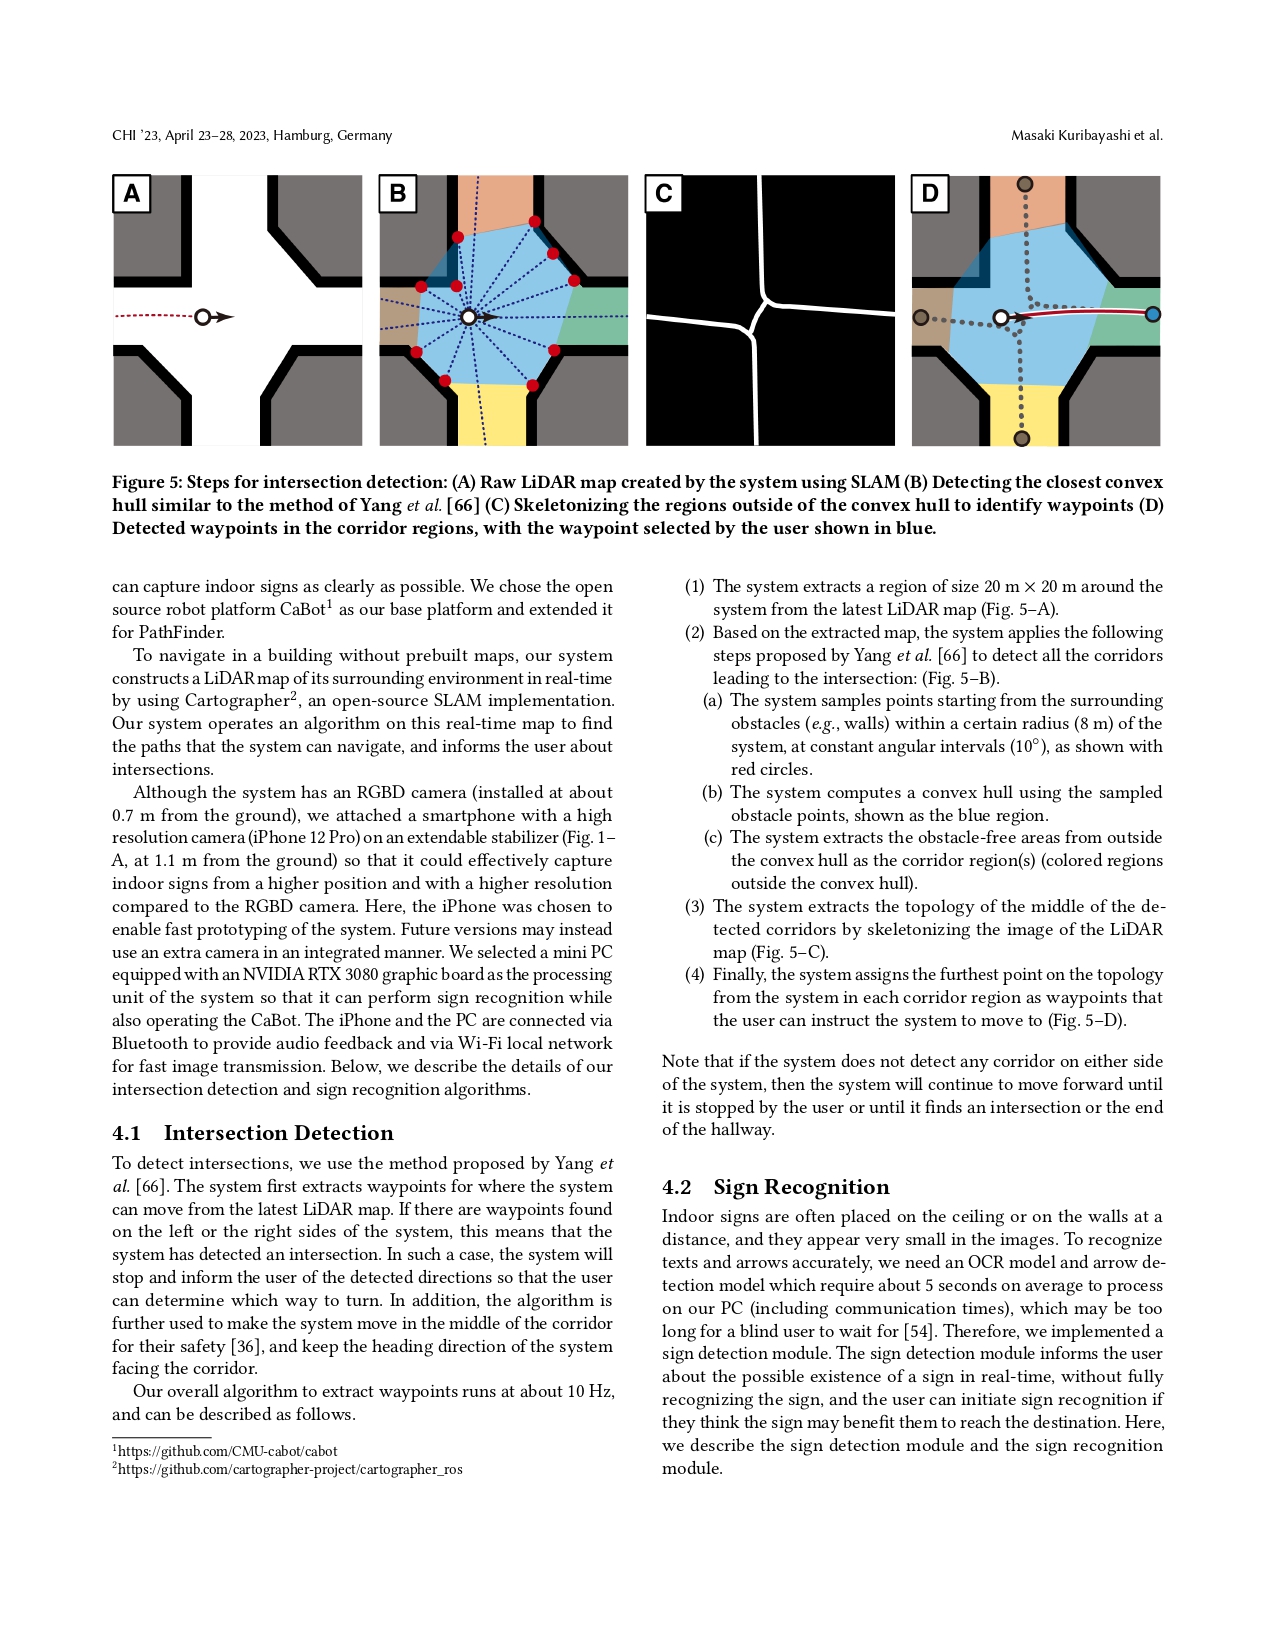 CHI ’23, April 23–28, 2023, Hamburg, Germany
Masaki Kuribayashi et al.
A
B
C
D
Figure 5: Steps for intersection detection: (A) Raw LiDAR map created by the system using SLAM (B) Detecting the closest convex
hull similar to the method of Yang et al. [66] (C) Skeletonizing the regions outside of the convex hull to identify waypoints (D)
Detected waypoints in the corridor regions, with the waypoint selected by the user shown in blue.
can capture indoor signs as clearly as possible. We chose the open
source robot platform CaBot1 as our base platform and extended it
for PathFinder.
To navigate in a building without prebuilt maps, our system
constructs a LiDAR map of its surrounding environment in real-time
by using Cartographer2, an open-source SLAM implementation.
Our system operates an algorithm on this real-time map to find
the paths that the system can navigate, and informs the user about
intersections.
Although the system has an RGBD camera (installed at about
0.7 m from the ground), we attached a smartphone with a high
resolution camera (iPhone 12 Pro) on an extendable stabilizer (Fig. 1–
A, at 1.1 m from the ground) so that it could effectively capture
indoor signs from a higher position and with a higher resolution
compared to the RGBD camera. Here, the iPhone was chosen to
enable fast prototyping of the system. Future versions may instead
use an extra camera in an integrated manner. We selected a mini PC
equipped with an NVIDIA RTX 3080 graphic board as the processing
unit of the system so that it can perform sign recognition while
also operating the CaBot. The iPhone and the PC are connected via
Bluetooth to provide audio feedback and via Wi-Fi local network
for fast image transmission. Below, we describe the details of our
intersection detection and sign recognition algorithms.
4.1 Intersection Detection
To detect intersections, we use the method proposed by Yang et
al. [66]. The system first extracts waypoints for where the system
can move from the latest LiDAR map. If there are waypoints found
on the left or the right sides of the system, this means that the
system has detected an intersection. In such a case, the system will
stop and inform the user of the detected directions so that the user
can determine which way to turn. In addition, the algorithm is
further used to make the system move in the middle of the corridor
for their safety [36], and keep the heading direction of the system
facing the corridor.
Our overall algorithm to extract waypoints runs at about 10 Hz,
and can be described as follows.
1https://github.com/CMU-cabot/cabot
2https://github.com/cartographer-project/cartographer_ros
(1) The system extracts a region of size 20 m × 20 m around the
system from the latest LiDAR map (Fig. 5–A).
(2) Based on the extracted map, the system applies the following
steps proposed by Yang et al. [66] to detect all the corridors
leading to the intersection: (Fig. 5–B).
(a) The system samples points starting from the surrounding
obstacles (e.g., walls) within a certain radius (8 m) of the
system, at constant angular intervals (10°), as shown with
red circles.
(b) The system computes a convex hull using the sampled
obstacle points, shown as the blue region.
(c) The system extracts the obstacle-free areas from outside
the convex hull as the corridor region(s) (colored regions
outside the convex hull).
(3) The system extracts the topology of the middle of the de-
tected corridors by skeletonizing the image of the LiDAR
map (Fig. 5–C).
(4) Finally, the system assigns the furthest point on the topology
from the system in each corridor region as waypoints that
the user can instruct the system to move to (Fig. 5–D).
Note that if the system does not detect any corridor on either side
of the system, then the system will continue to move forward until
it is stopped by the user or until it finds an intersection or the end
of the hallway.
4.2 Sign Recognition
Indoor signs are often placed on the ceiling or on the walls at a
distance, and they appear very small in the images. To recognize
texts and arrows accurately, we need an OCR model and arrow de-
tection model which require about 5 seconds on average to process
on our PC (including communication times), which may be too
long for a blind user to wait for [54]. Therefore, we implemented a
sign detection module. The sign detection module informs the user
about the possible existence of a sign in real-time, without fully
recognizing the sign, and the user can initiate sign recognition if
they think the sign may benefit them to reach the destination. Here,
we describe the sign detection module and the sign recognition
module.